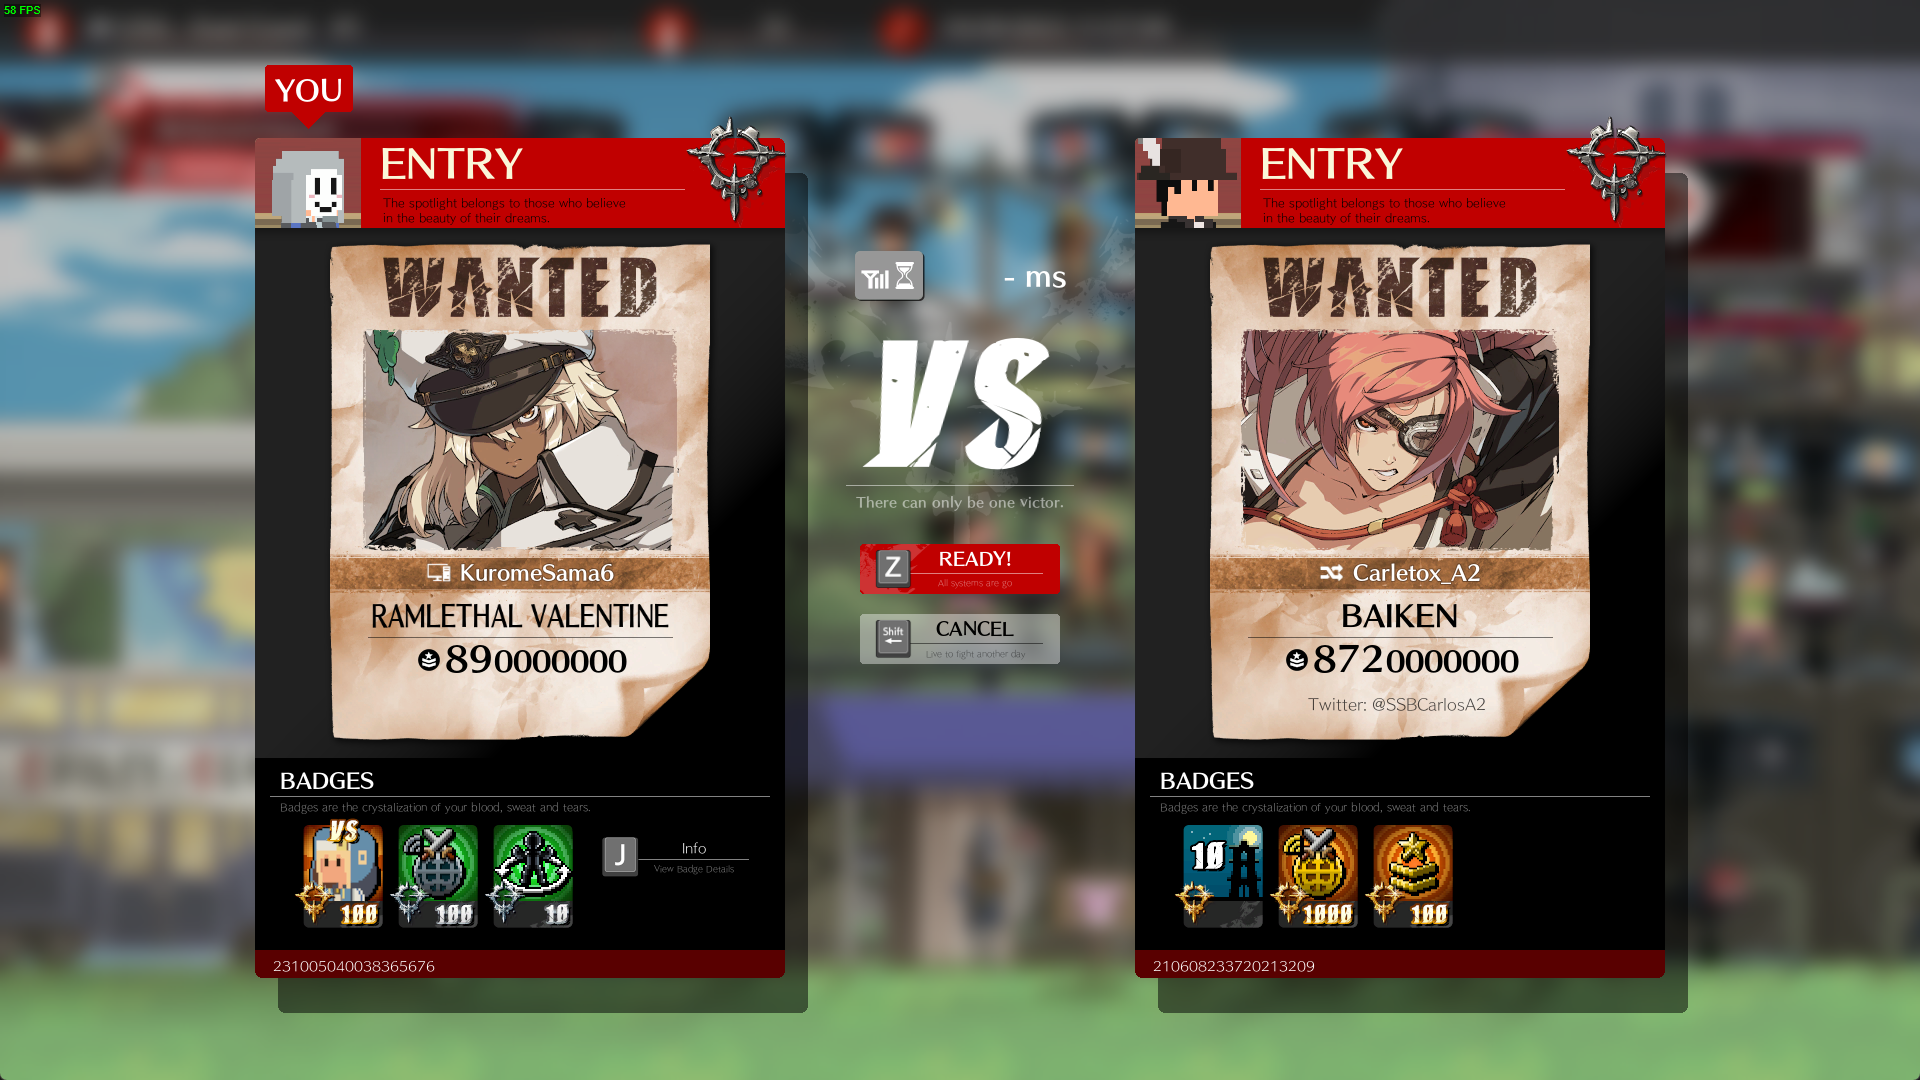 58 FPS
YOU
ENTRY
The spotlight belongs to those who believe
in the beauty of their dreams.
WANTED
KuromeSama6
RAMLETHAL VALENTINE
890000000
BADGES
Badges are the crystalization of your blood, sweat and tears.
VS
100
100
10
J
Info
View Badge Details
231005040038365676
- ms
VS
There can only be one victor.
Z
READY!
All systems are go
Shift
CANCEL
Live to fight another day
ENTRY
The spotlight belongs to those who believe
in the beauty of their dreams.
WANTED
Carletox_A2
BAIKEN
8720000000
Twitter: @SSBCarlosA2
BADGES
Badges are the crystalization of your blood, sweat and tears.
10
1000
100
210608233720213209